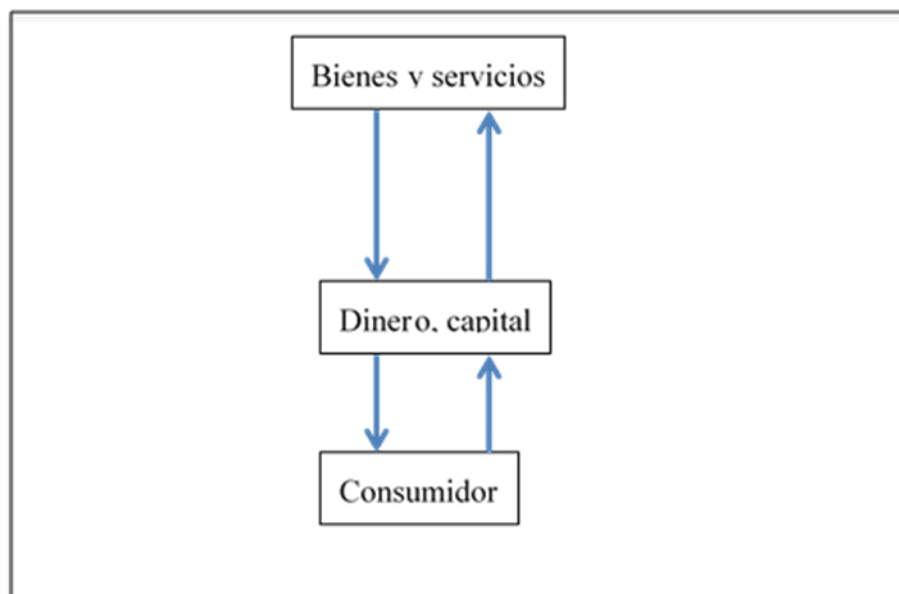 Bienes y servicios
Dinero, capital
Consumidor